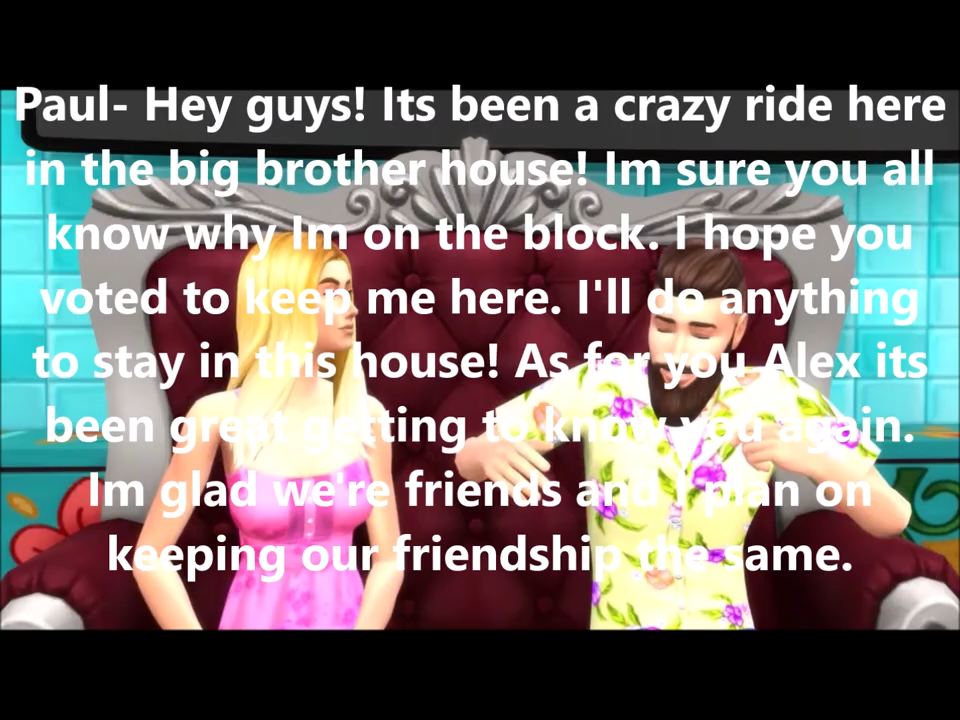 Paul- Hey guys! Its been a crazy ride here
in the big brother house! Im sure you all
know why Im on the block. I hope you
voted to keep me here. I'll do anything
to stay in this house! As for you Alex its
been great getting to know you again.
Im glad we're friends and I plan on
keeping our friendship the same.